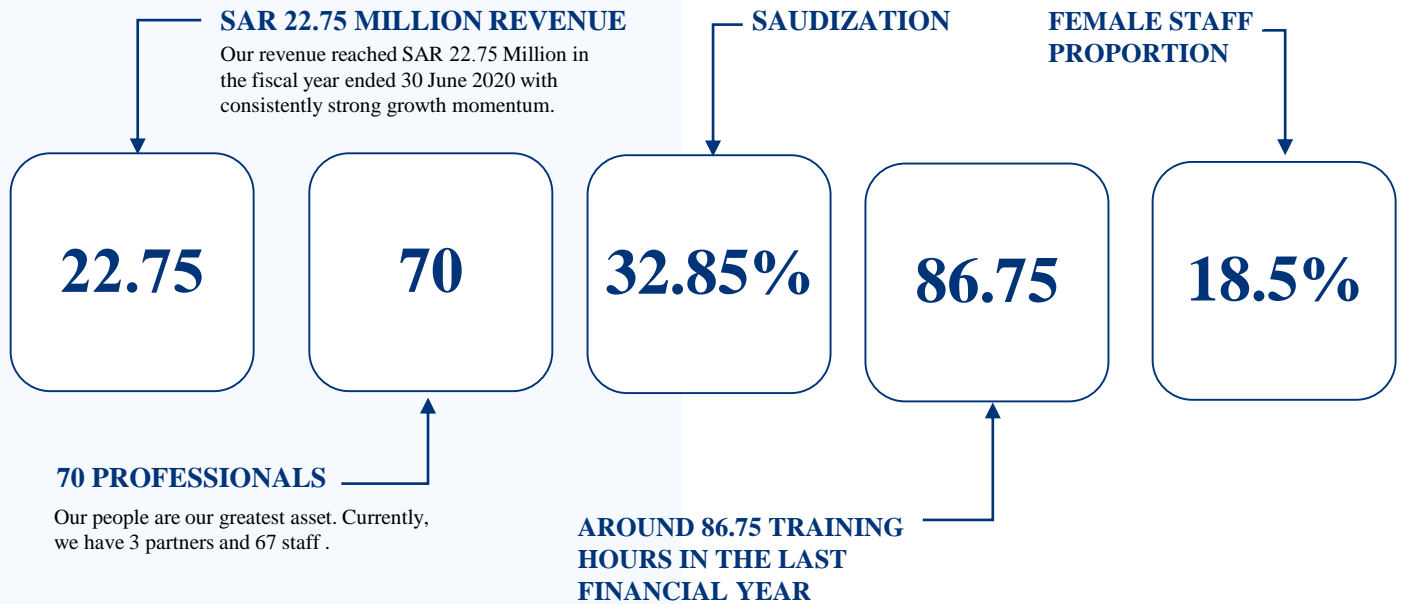 SAR 22.75 MILLION REVENUE
Our revenue reached SAR 22.75 Million in
the fiscal year ended 30 June 2020 with
consistently strong growth momentum.
SAUDIZATION
FEMALE STAFF
PROPORTION
22.75
70
32.85%
86.75
18.5%
70 PROFESSIONALS
Our people are our greatest asset. Currently,
we have 3 partners and 67 staff .
AROUND 86.75 TRAINING
HOURS IN THE LAST
FINANCIAL YEAR